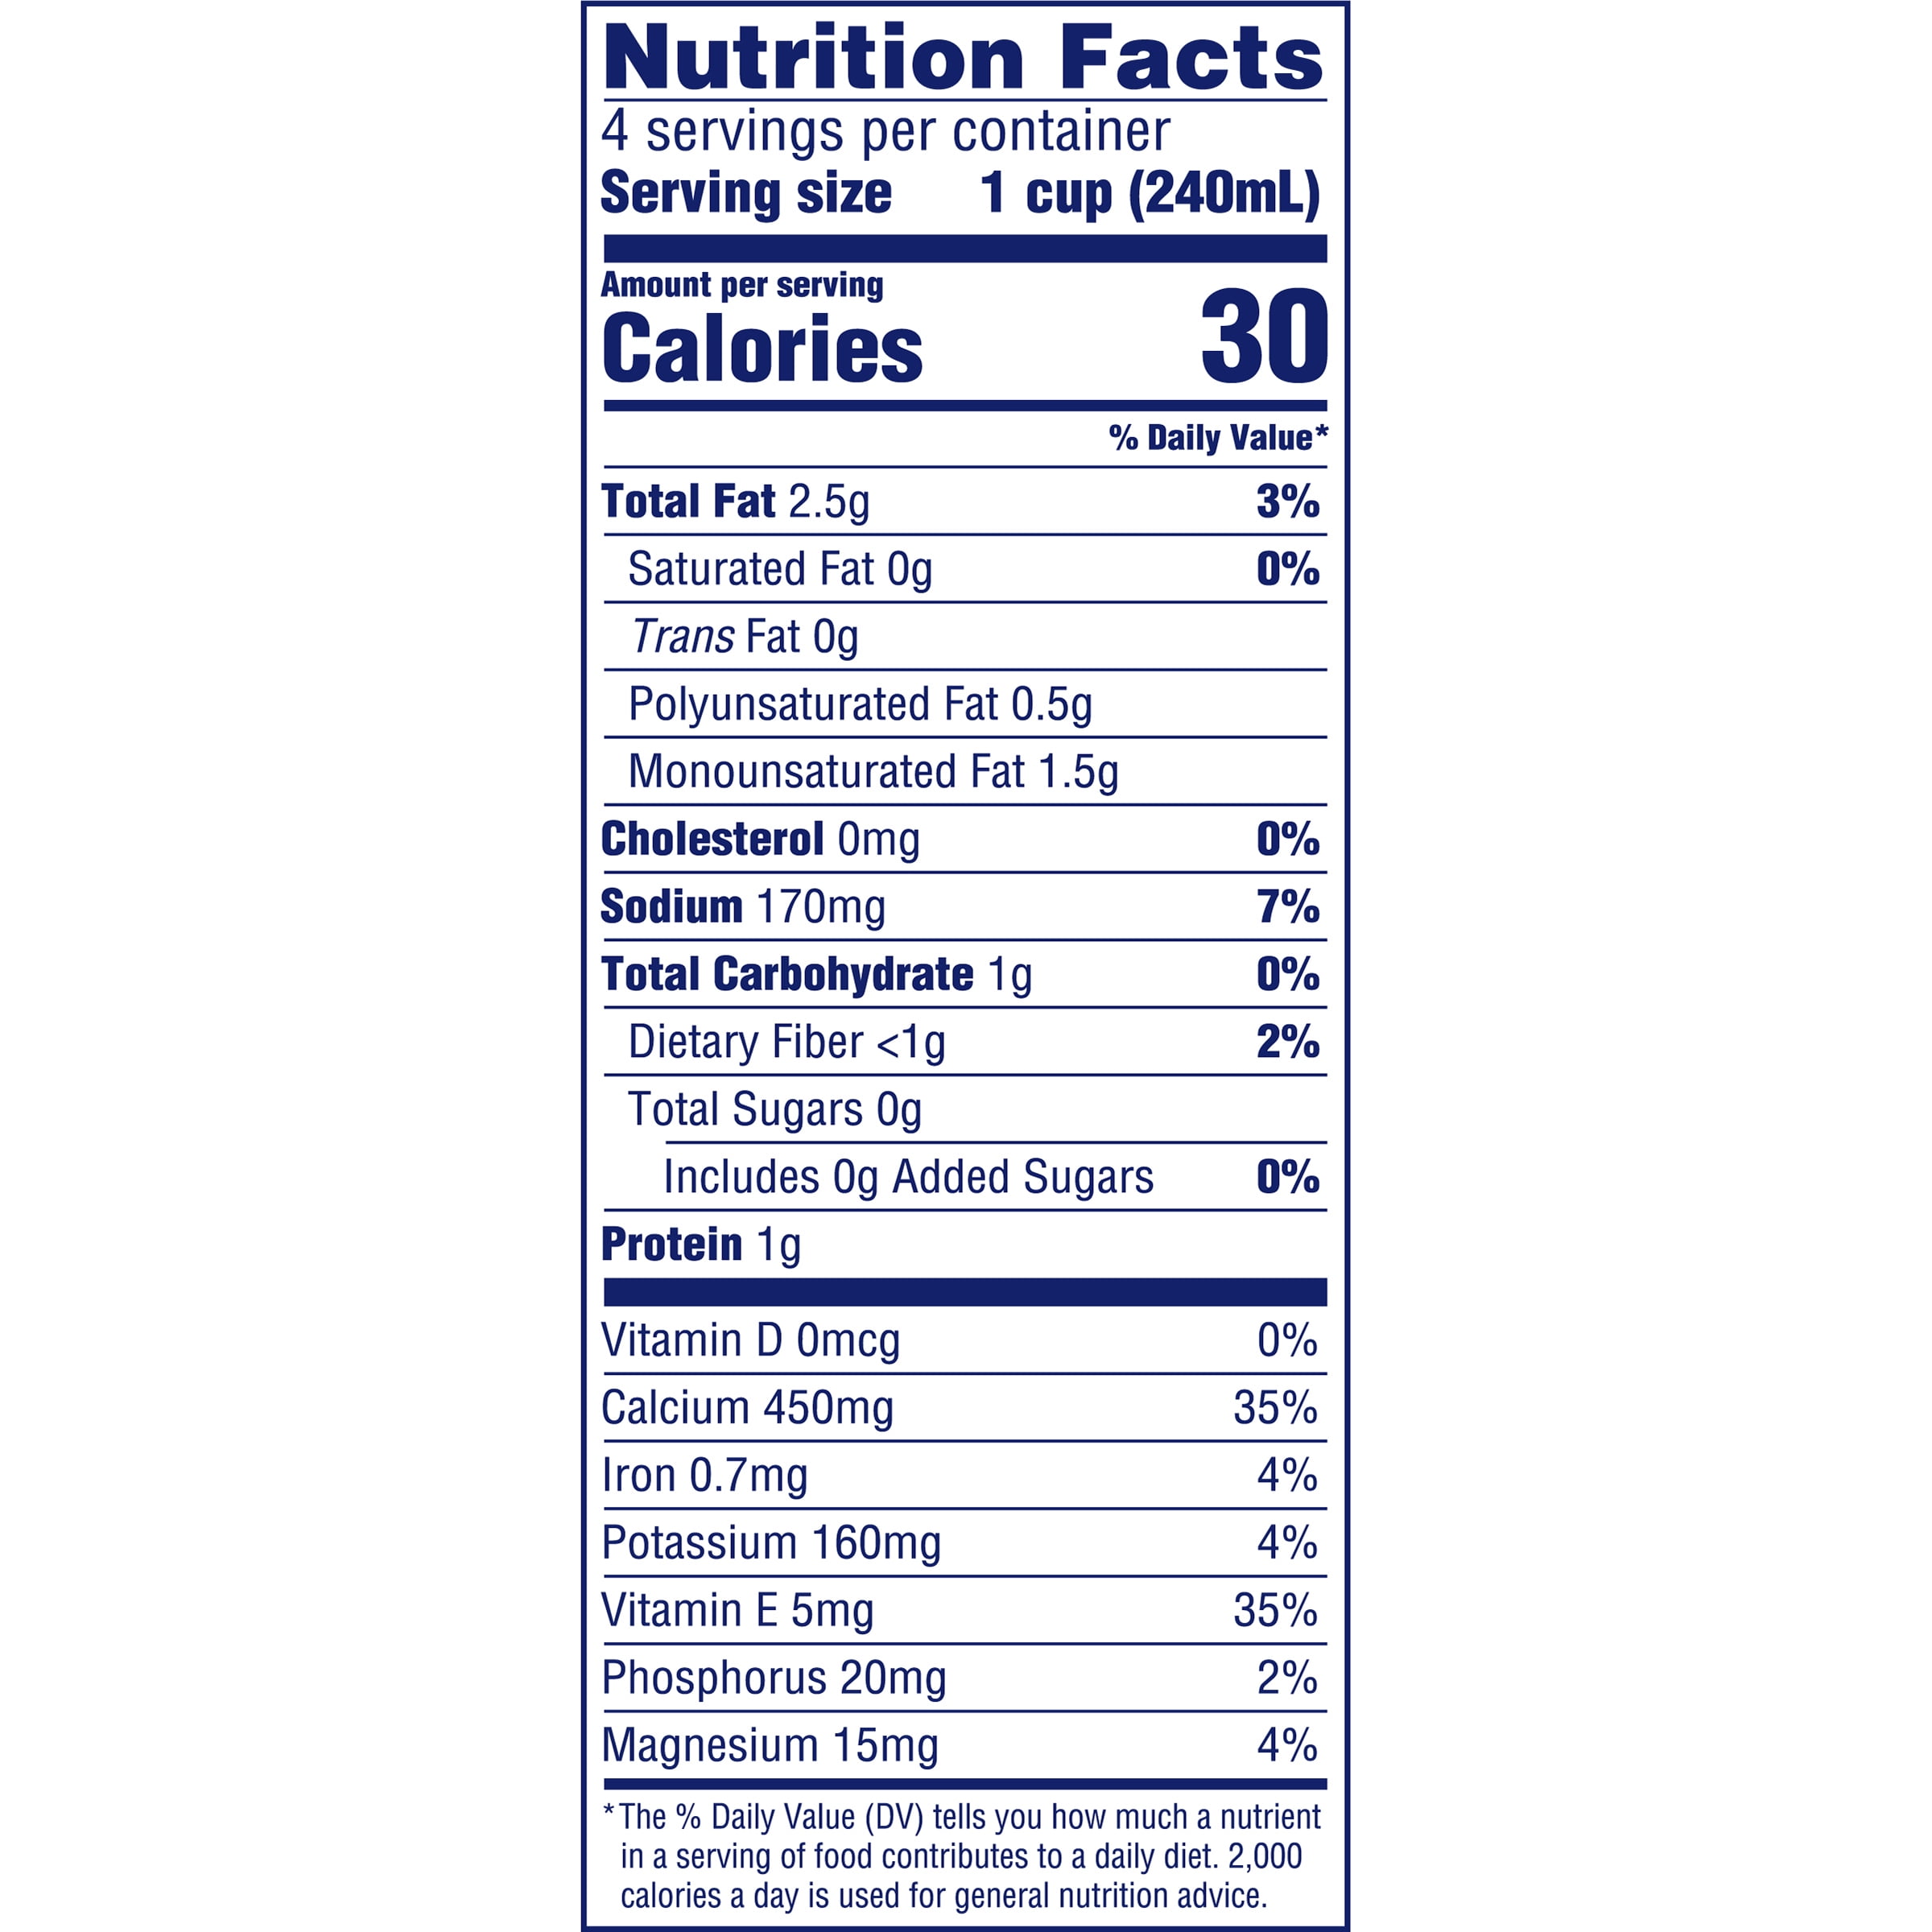 Nutrition Facts
4 servings per container
Serving size 1 cup (240mL)
Amount per serving
Calories 30
% Daily Value*
Total Fat 2.5g 3%
Saturated Fat 0g 0%
Trans Fat 0g
Polyunsaturated Fat 0.5g
Monounsaturated Fat 1.5g
Cholesterol 0mg 0%
Sodium 170mg 7%
Total Carbohydrate 1g 0%
Dietary Fiber <1g 2%
Total Sugars 0g
Includes 0g Added Sugars 0%
Protein 1g
Vitamin D 0mcg 0%
Calcium 450mg 35%
Iron 0.7mg 4%
Potassium 160mg 4%
Vitamin E 5mg 35%
Phosphorus 20mg 2%
Magnesium 15mg 4%
*The % Daily Value (DV) tells you how much a nutrient
in a serving of food contributes to a daily diet. 2,000
calories a day is used for general nutrition advice.